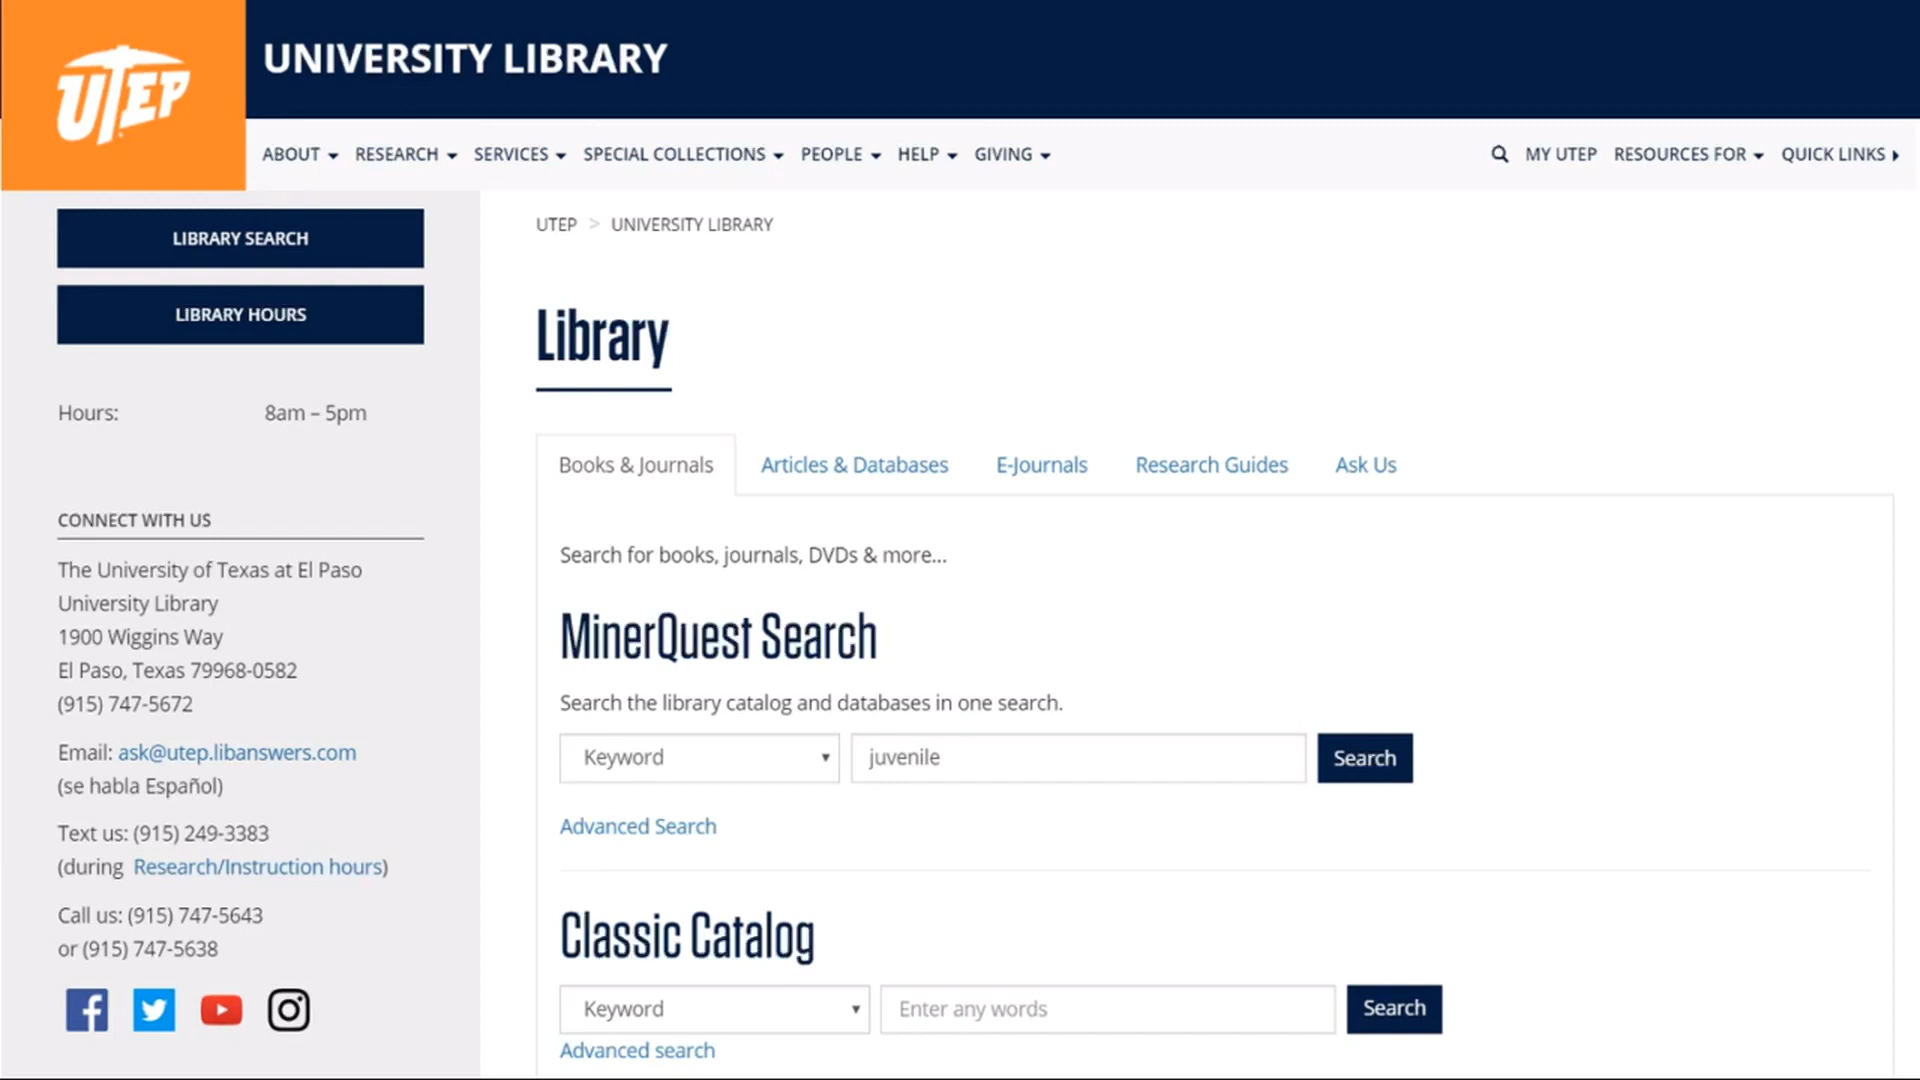 UTEP
UNIVERSITY LIBRARY
ABOUT RESEARCH SERVICES SPECIAL COLLECTIONS PEOPLE HELP GIVING MY UTEP RESOURCES FOR QUICK LINKS
LIBRARY SEARCH
LIBRARY HOURS
Hours: 8am – 5pm
CONNECT WITH US
The University of Texas at El Paso
University Library
1900 Wiggins Way
El Paso, Texas 79968-0582
(915) 747-5672
Email: ask@utep.libanswers.com
(se habla Español)
Text us: (915) 249-3383
(during Research/Instruction hours)
Call us: (915) 747-5643
or (915) 747-5638
UTEP > UNIVERSITY LIBRARY
Library
Books & Journals Articles & Databases E-Journals Research Guides Ask Us
Search for books, journals, DVDs & more...
MinerQuest Search
Search the library catalog and databases in one search.
Keyword juvenile Search
Advanced Search
Classic Catalog
Keyword Enter any words Search
Advanced search